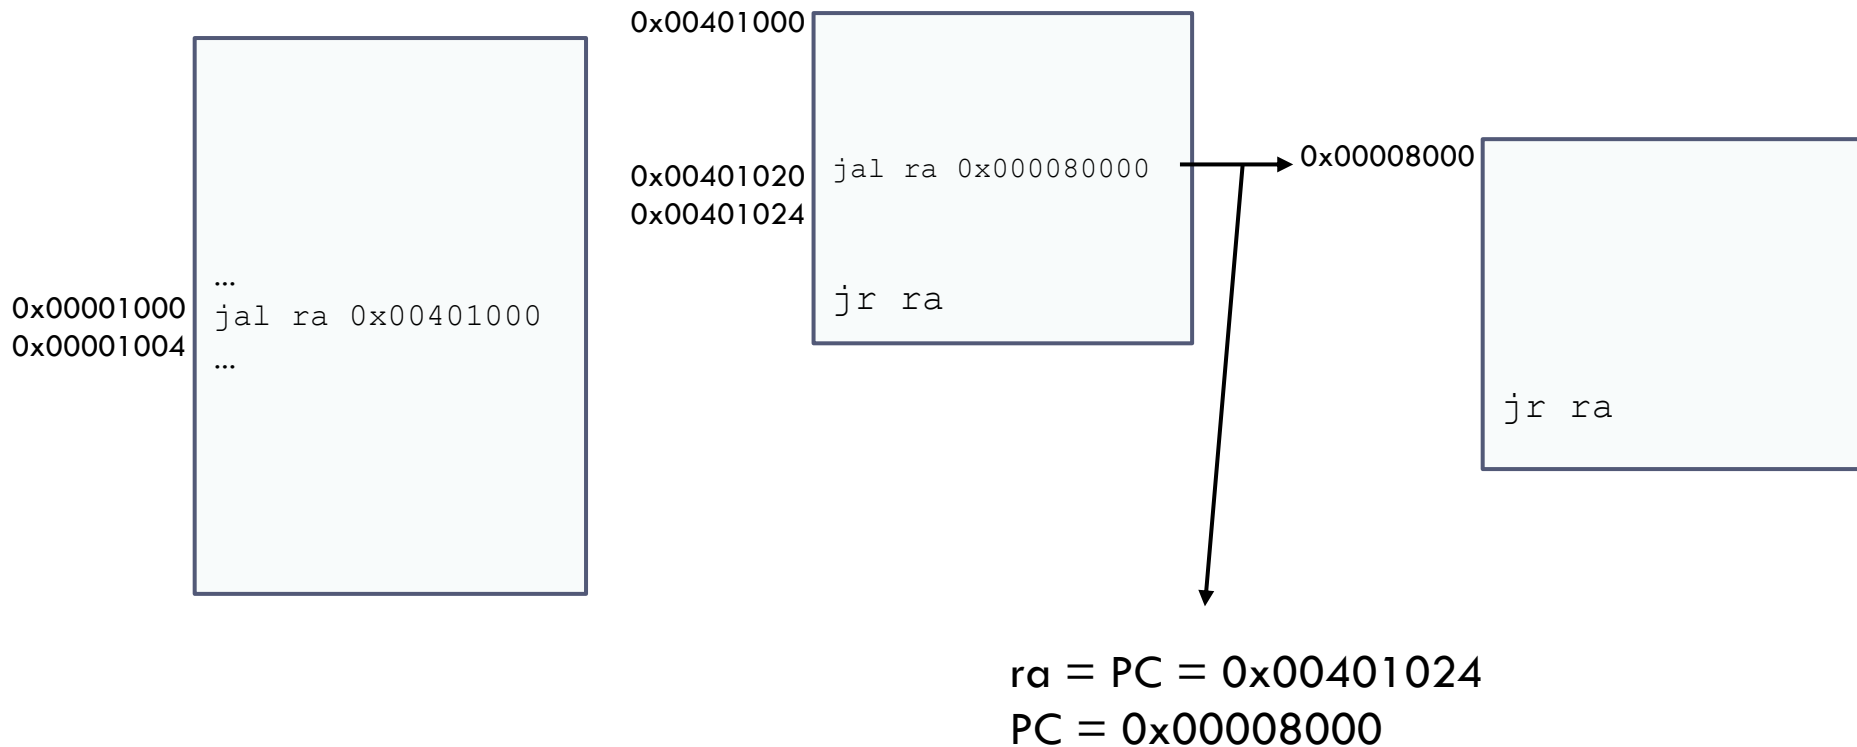 ...
0x00001000
jal ra 0x00401000
0x00001004
...
0x00401000
0x00401020
jal ra 0x000080000
0x00401024
jr ra
0x00008000
jr ra
ra = PC = 0x00401024
PC = 0x00008000